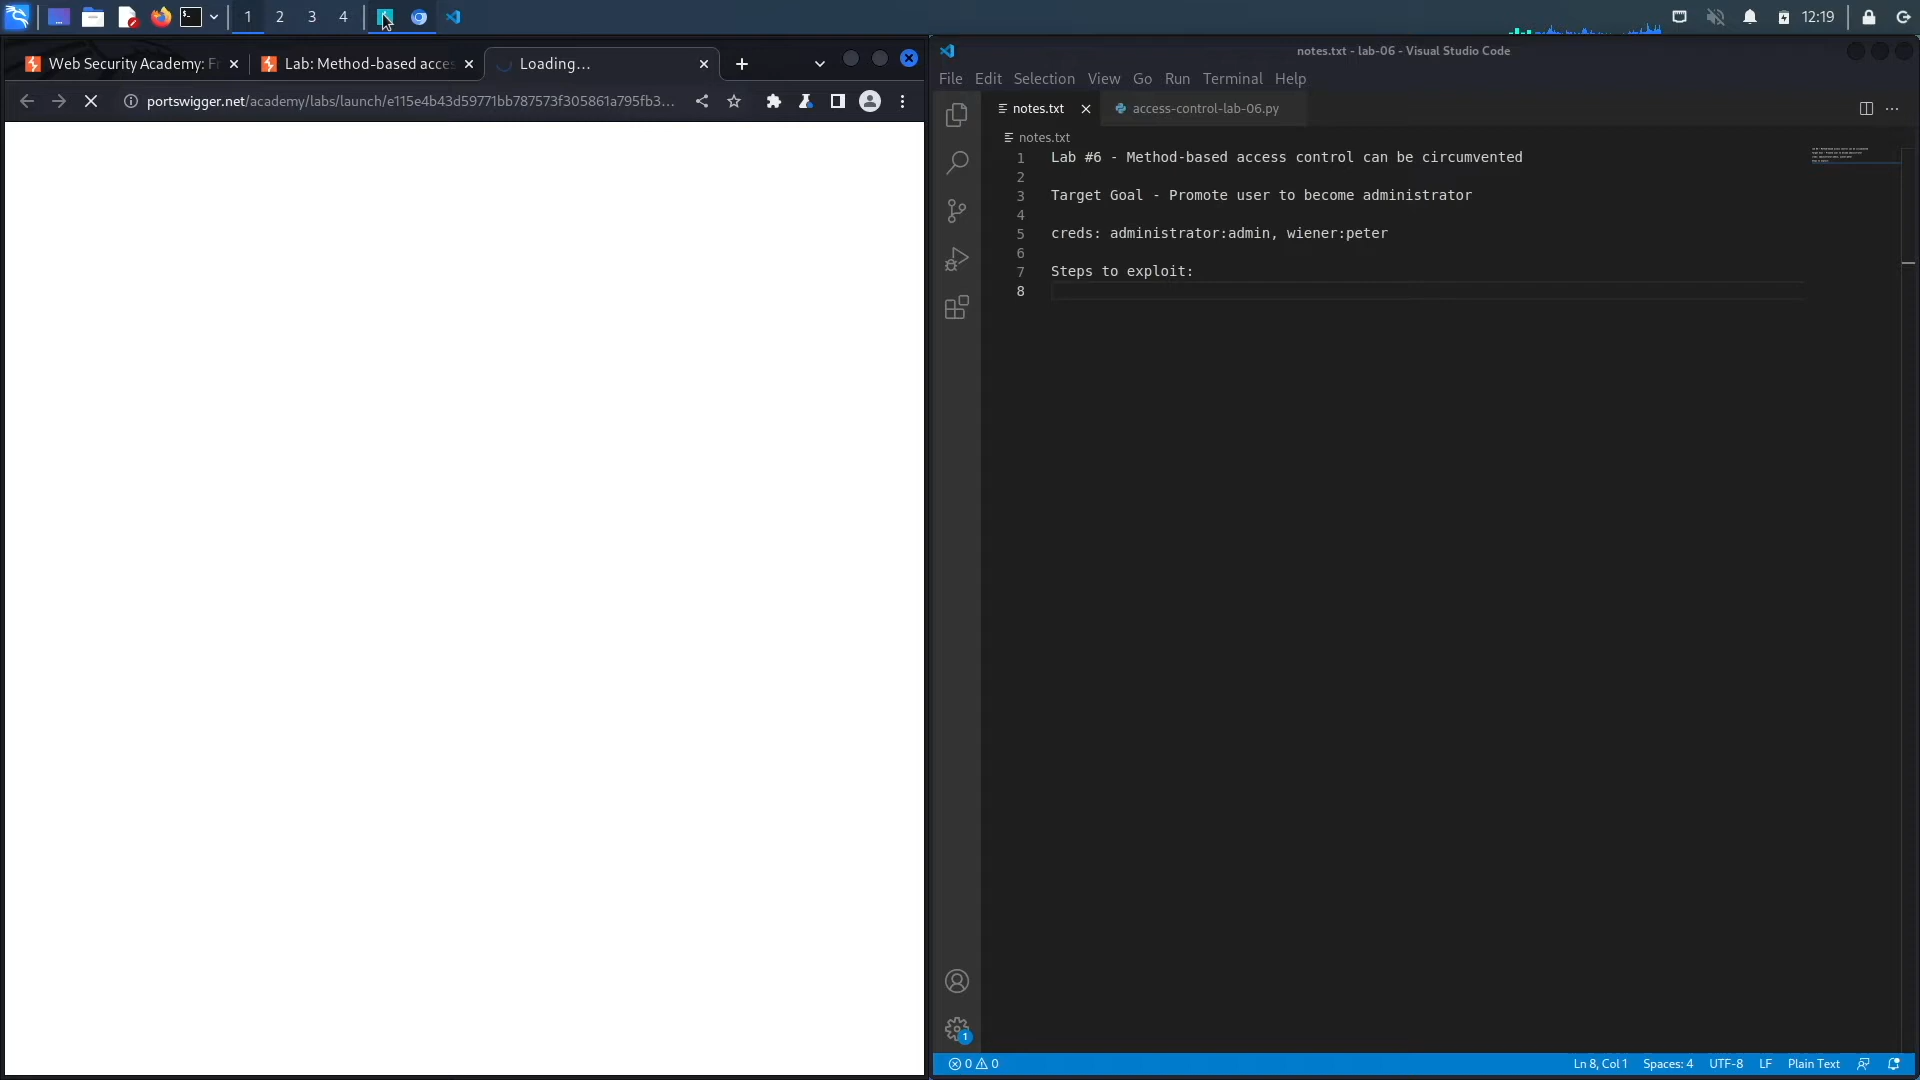 1 2 3 4
12:19
Web Security Academy: Fr
Lab: Method-based acces
Loading...
portswigger.net/academy/labs/launch/e115e4b43d59771bb787573f305861a795fb3...
notes.txt - lab-06 - Visual Studio Code
File Edit Selection View Go Run Terminal Help
notes.txt
access-control-lab-06.py
notes.txt
1 Lab #6 - Method-based access control can be circumvented
2
3 Target Goal - Promote user to become administrator
4
5 creds: administrator:admin, wiener:peter
6
7 Steps to exploit:
8
1
0 0
Ln 8, Col 1 Spaces: 4 UTF-8 LF Plain Text